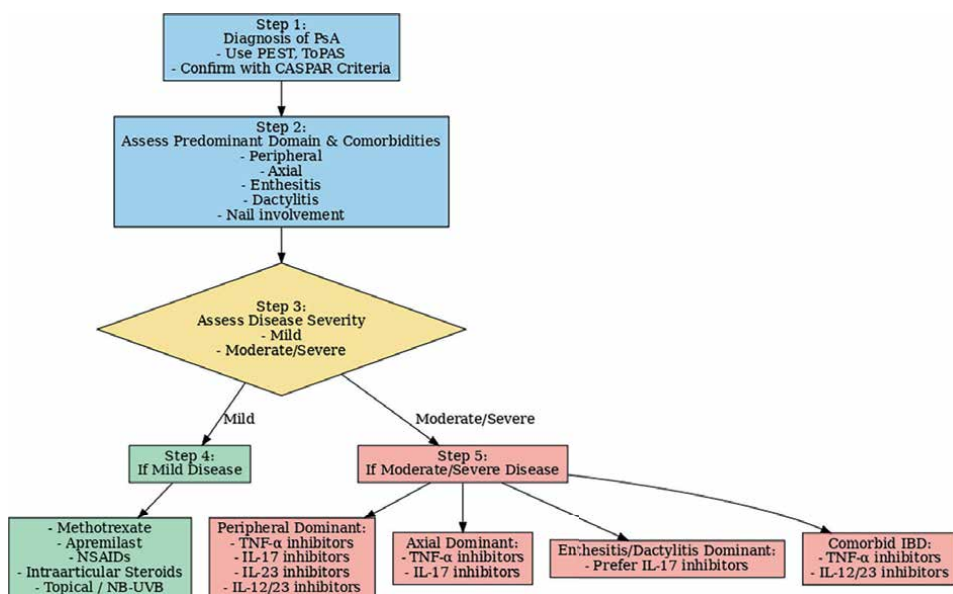 Step 1:
Diagnosis of PsA
- Use PEST, ToPAS
- Confirm with CASPAR Criteria
Step 2:
Assess Predominant Domain & Comorbidities
- Peripheral
- Axial
- Enthesitis
- Dactylitis
- Nail involvement
Step 3:
Assess Disease Severity
- Mild
- Moderate/Severe
Mild
Moderate/Severe
Step 4:
If Mild Disease
Step 5:
If Moderate/Severe Disease
- Methotrexate
- Apremilast
- NSAIDs
- Intraarticular Steroids
- Topical / NB-UVB
Peripheral Dominant:
- TNF-α inhibitors
- IL-17 inhibitors
- IL-23 inhibitors
- IL-12/23 inhibitors
Axial Dominant:
- TNF-α inhibitors
- IL-17 inhibitors
Enthesitis/Dactylitis Dominant:
- Prefer IL-17 inhibitors
Comorbid IBD:
- TNF-α inhibitors
- IL-12/23 inhibitors